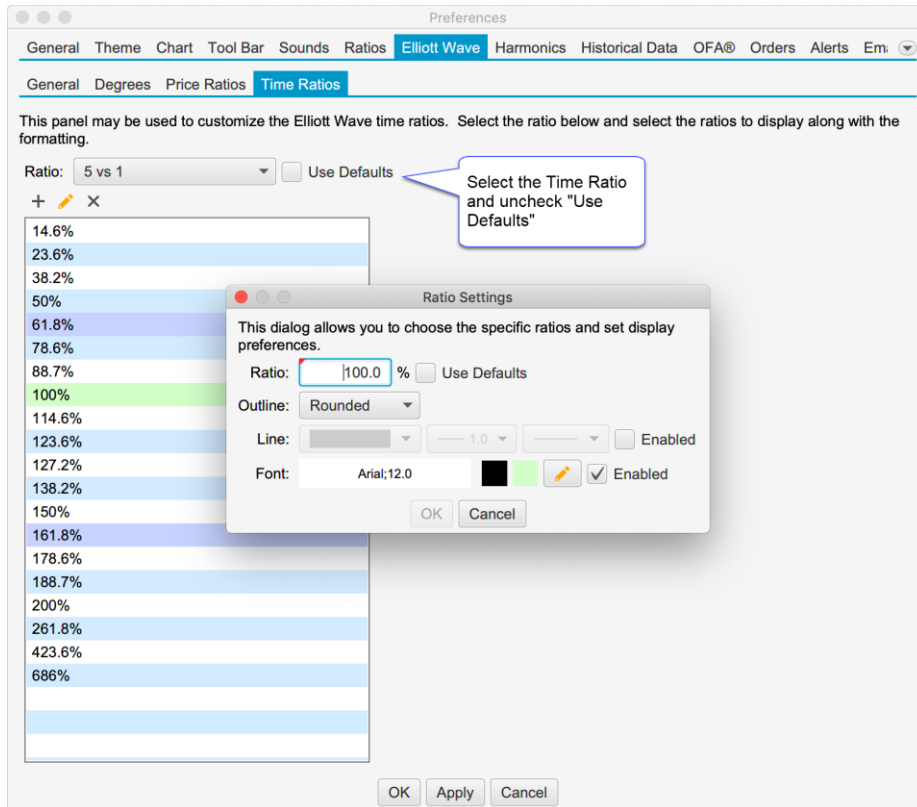 Preferences
General Theme Chart Tool Bar Sounds Ratios Elliott Wave Harmonics Historical Data OFA® Orders Alerts Em
General Degrees Price Ratios Time Ratios
This panel may be used to customize the Elliott Wave time ratios. Select the ratio below and select the ratios to display along with the
formatting.
Ratio: 5 vs 1 Use Defaults
Select the Time Ratio
and uncheck "Use
Defaults"
14.6%
23.6%
38.2%
50%
61.8%
78.6%
88.7%
100%
114.6%
123.6%
127.2%
138.2%
150%
161.8%
178.6%
188.7%
200%
261.8%
423.6%
686%
Ratio Settings
This dialog allows you to choose the specific ratios and set display
preferences.
Ratio: 100.0 % Use Defaults
Outline: Rounded
Line: 1.0 Enabled
Font: Arial;12.0 Enabled
OK Cancel
OK Apply Cancel